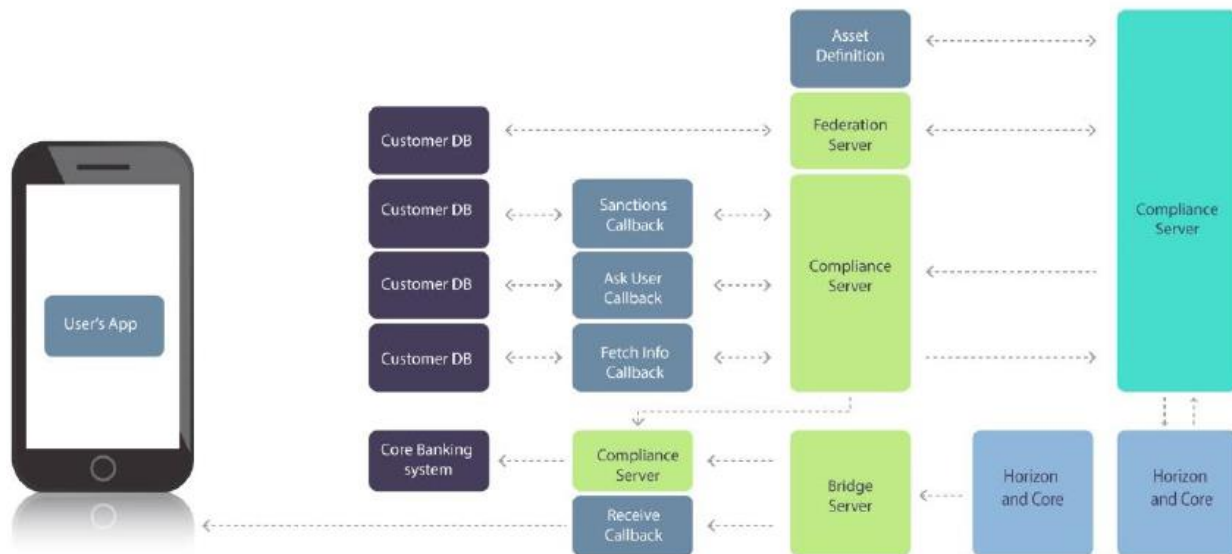 Asset
Definition
Customer DB
Federation
Server
Customer DB
Sanctions
Callback
Compliance
Server
Compliance
Server
User's App
Customer DB
Ask User
Callback
Customer DB
Fetch Info
Callback
Core Banking
system
Compliance
Server
Bridge
Server
Horizon
and Core
Horizon
and Core
Receive
Callback